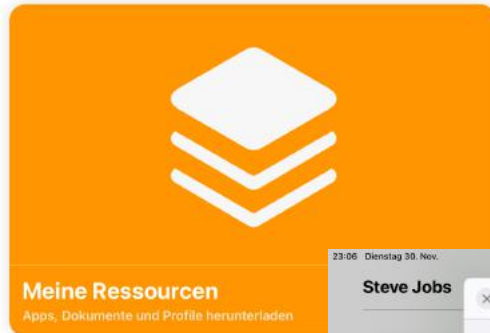 Meine Ressourcen
Apps, Dokumente und Profile herunterladen
23:06 Dienstag 30. Nov.
Steve Jobs